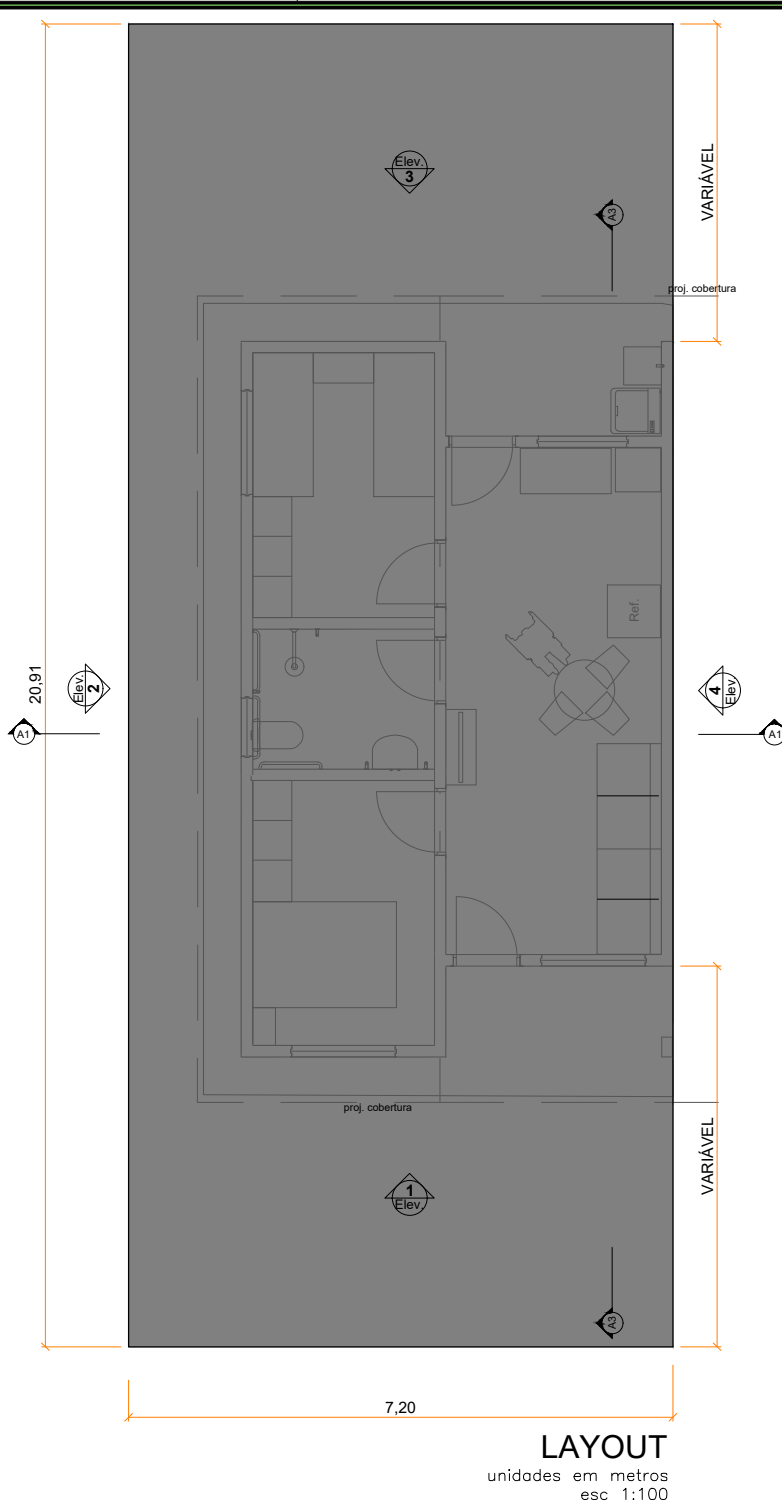 Elev.
3
VARIÁVEL
A3
proj. cobertura
Ref.
20,91
Elev.
2
4
Elev.
A1
A1
proj. cobertura
VARIÁVEL
1
Elev.
A3
7,20
LAYOUT
unidades em metros
esc 1:100